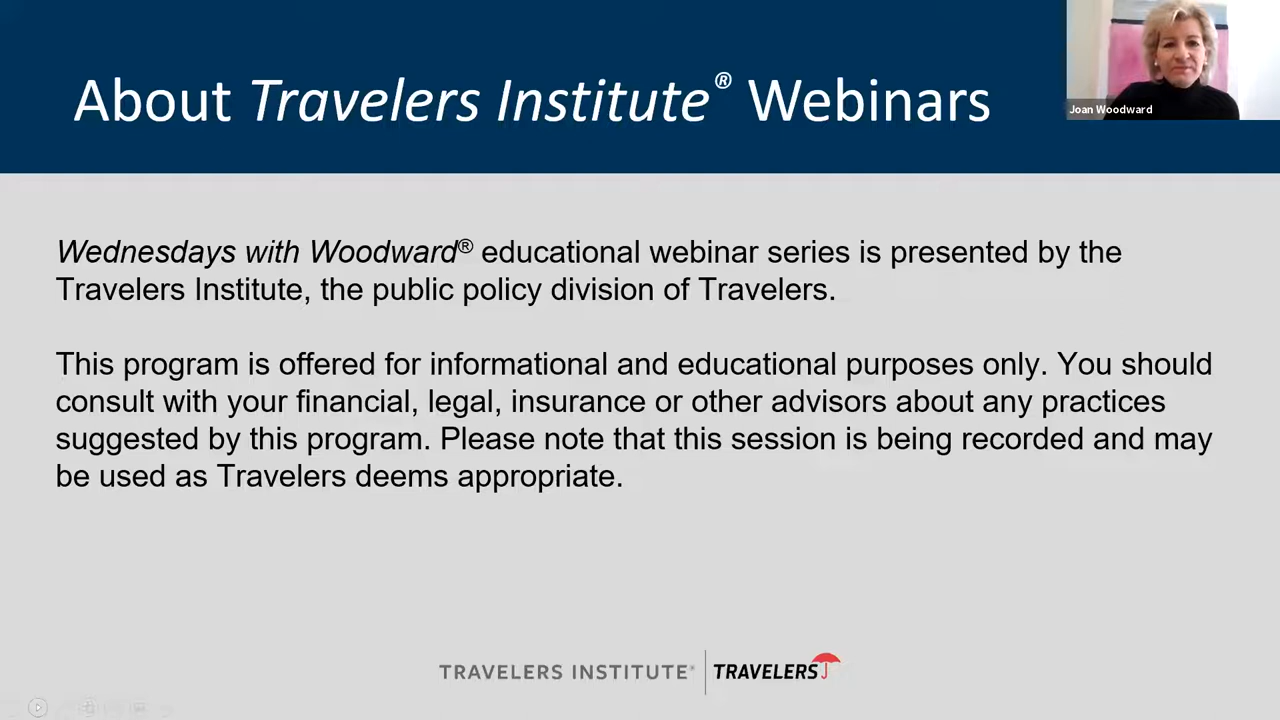 About Travelers Institute® Webinars
Joan Woodward
Wednesdays with Woodward® educational webinar series is presented by the
Travelers Institute, the public policy division of Travelers.
This program is offered for informational and educational purposes only. You should
consult with your financial, legal, insurance or other advisors about any practices
suggested by this program. Please note that this session is being recorded and may
be used as Travelers deems appropriate.
TRAVELERS INSTITUTE® TRAVELERS